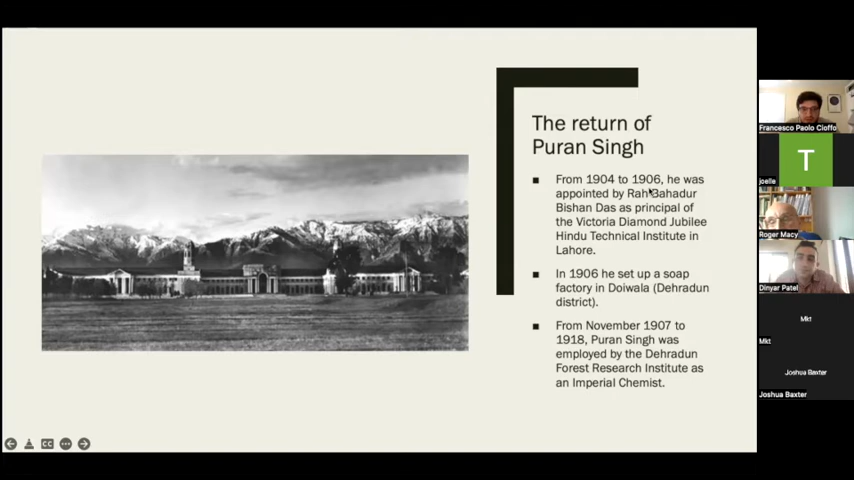 The return of
Puran Singh
From 1904 to 1906, he was
appointed by Rah Bahadur
Bishan Das as principal of
the Victoria Diamond Jubilee
Hindu Technical Institute in
Lahore.
In 1906 he set up a soap
factory in Doiwala (Dehradun
district).
From November 1907 to
1918, Puran Singh was
employed by the Dehradun
Forest Research Institute as
an Imperial Chemist.
CC
Francesco Paolo Cioffo
T
joelle
Roger Macy
Dinyar Patel
Mkt
Mkt
Joshua Baxter
Joshua Baxter